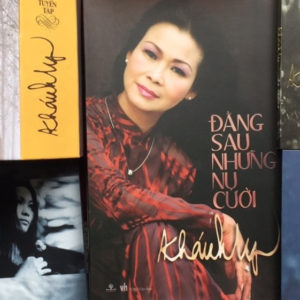 TUYỂN
TẬP
Khánh Ly
ĐẰNG
SAU
NHỮNG
NỤ
CƯỜI
Khánh Ly